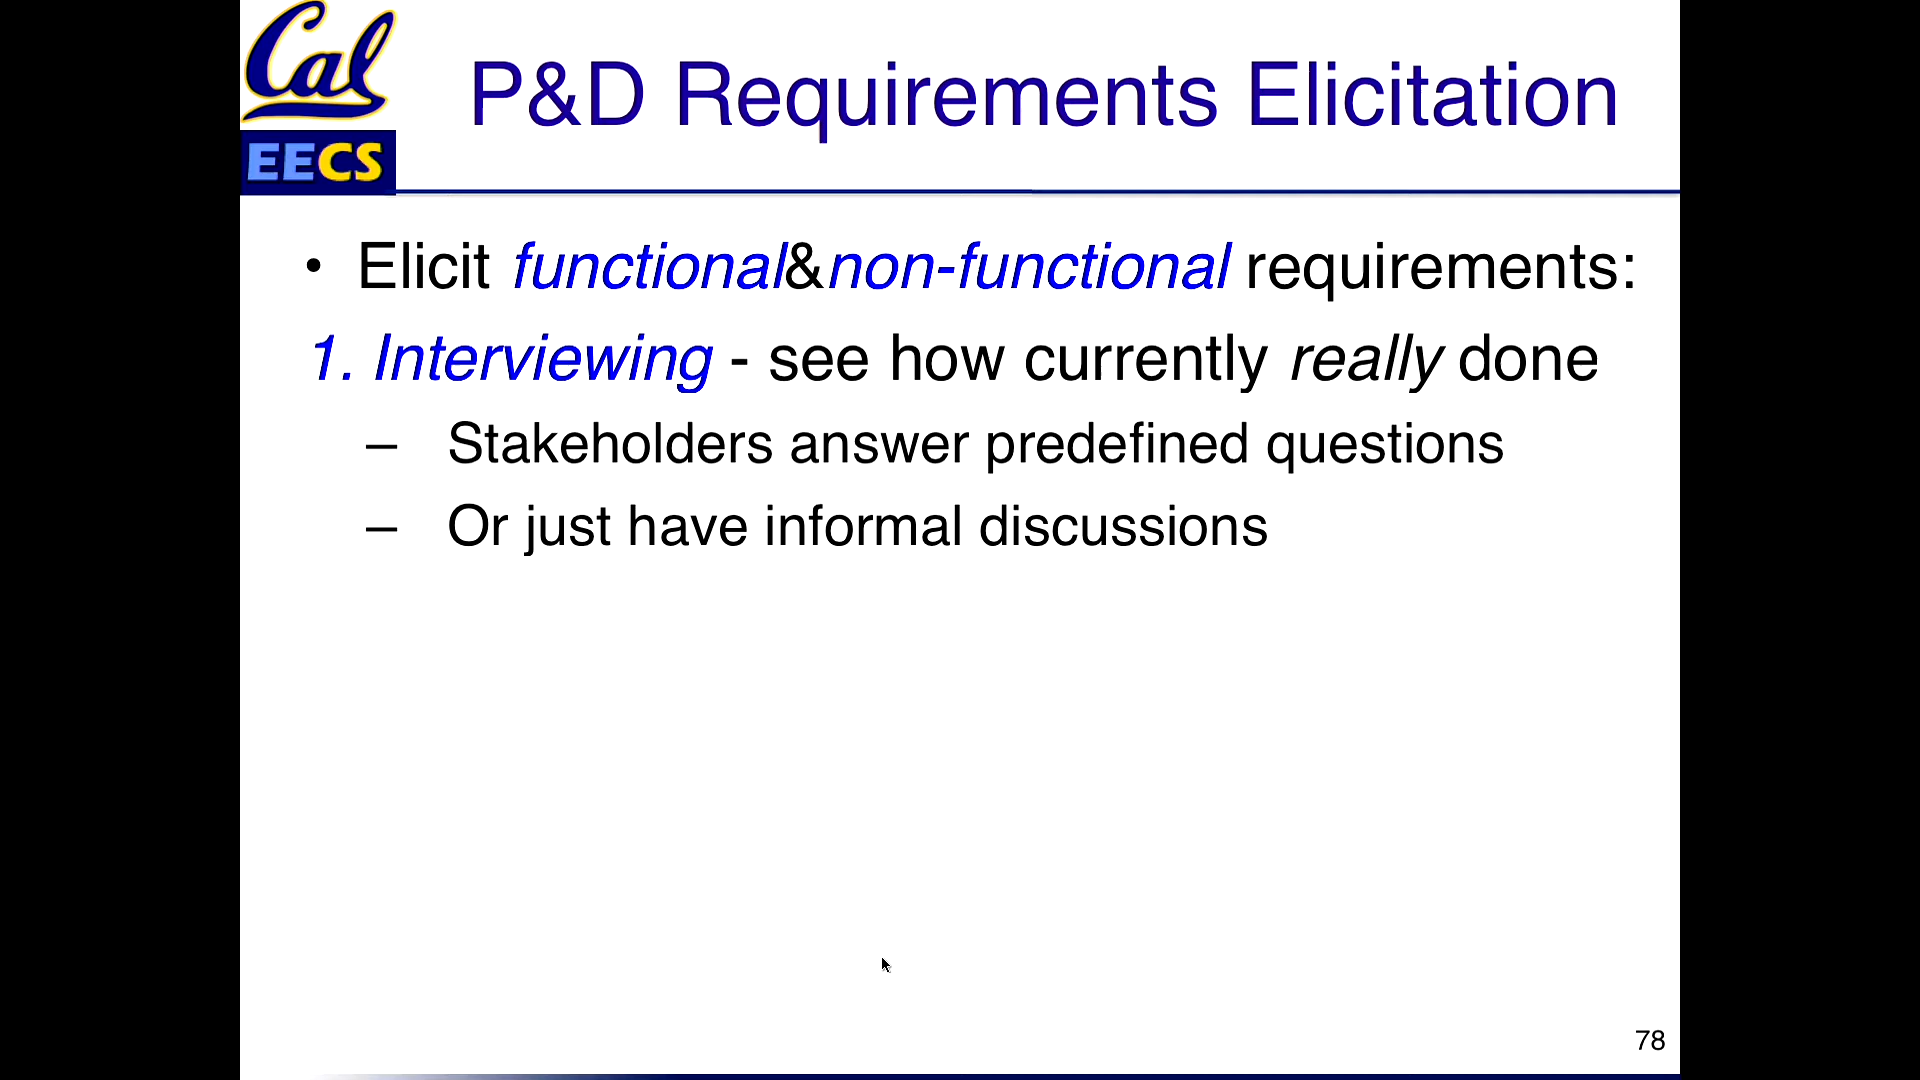 Cal
EECS
P&D Requirements Elicitation
• Elicit functional&non-functional requirements:
1. Interviewing - see how currently really done
– Stakeholders answer predefined questions
– Or just have informal discussions
78